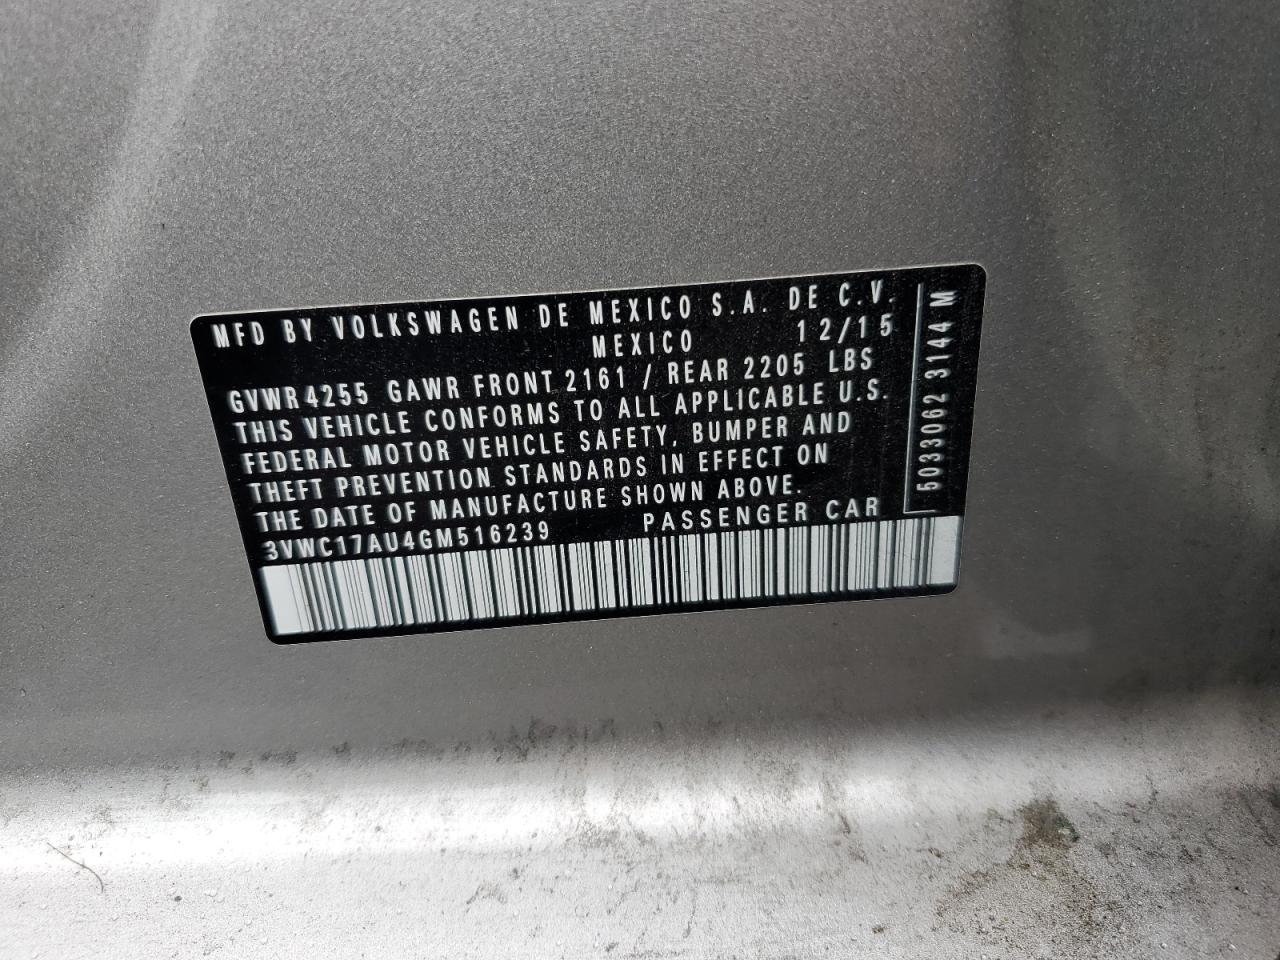 MFD BY VOLKSWAGEN DE MEXICO S.A. DE C.V.
MEXICO 12/15
GVWR 4255 GAWR FRONT 2161 / REAR 2205 LBS
THIS VEHICLE CONFORMS TO ALL APPLICABLE U.S.
FEDERAL MOTOR VEHICLE SAFETY, BUMPER AND
THEFT PREVENTION STANDARDS IN EFFECT ON
THE DATE OF MANUFACTURE SHOWN ABOVE.
3VWC17AU4GM516239 PASSENGER CAR
5033062 3144 M